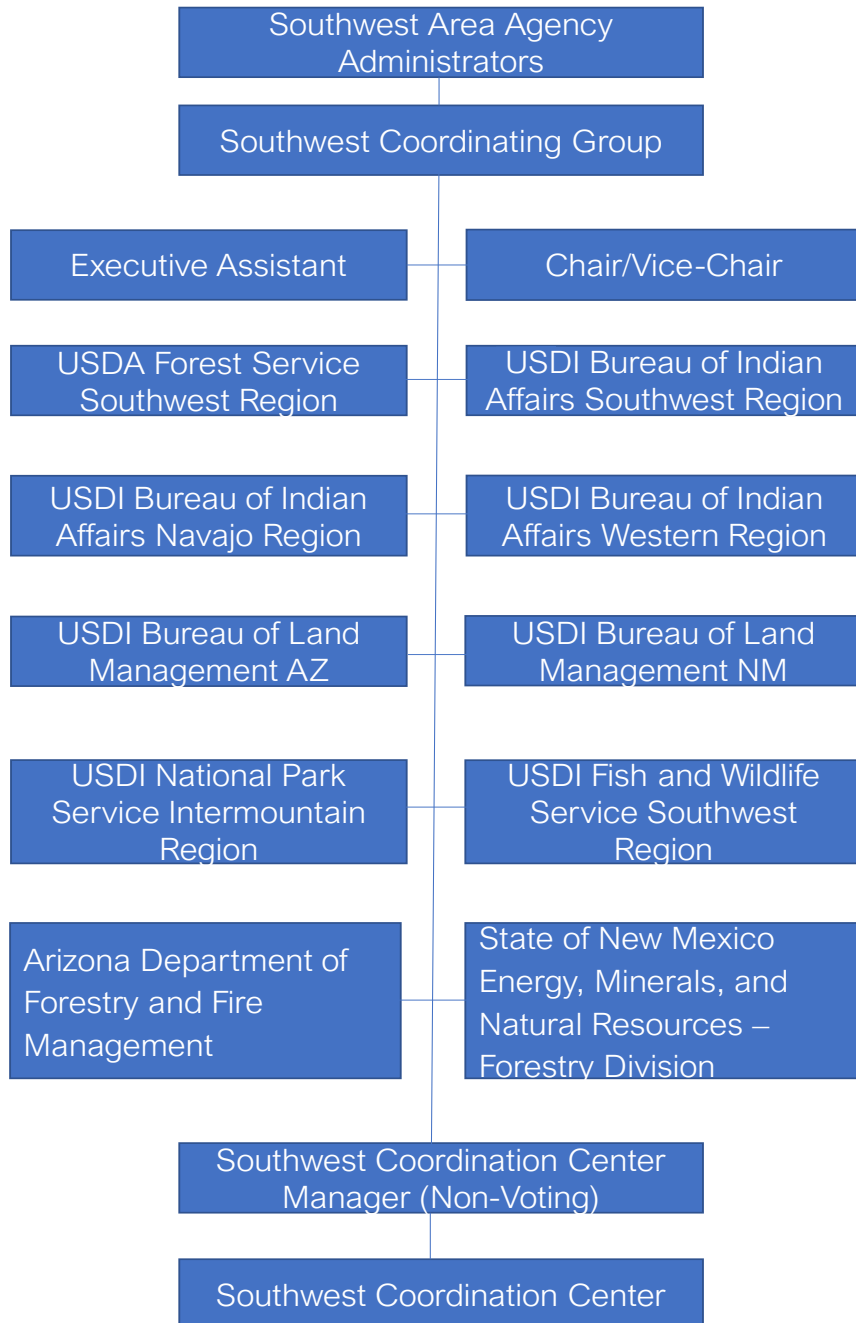 Southwest Area Agency
Administrators
Southwest Coordinating Group
Executive Assistant
Chair/Vice-Chair
USDA Forest Service
Southwest Region
USDI Bureau of Indian
Affairs Southwest Region
USDI Bureau of Indian
Affairs Navajo Region
USDI Bureau of Indian
Affairs Western Region
USDI Bureau of Land
Management AZ
USDI Bureau of Land
Management NM
USDI National Park
Service Intermountain
Region
USDI Fish and Wildlife
Service Southwest
Region
Arizona Department of
Forestry and Fire
Management
State of New Mexico
Energy, Minerals, and
Natural Resources –
Forestry Division
Southwest Coordination Center
Manager (Non-Voting)
Southwest Coordination Center